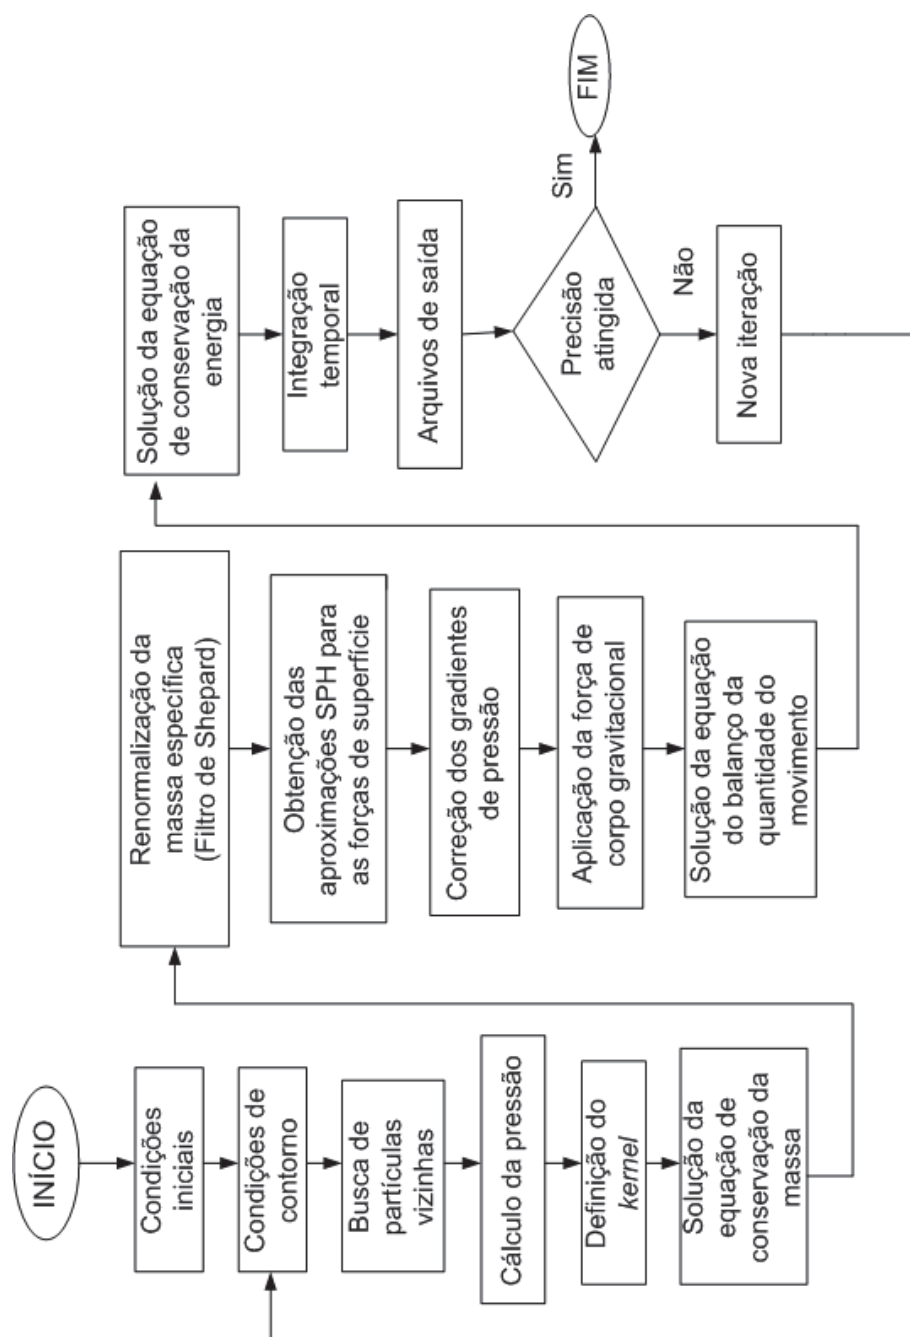 INÍCIO
Condições
iniciais
Condições de
contorno
Busca de
partículas
vizinhas
Cálculo da pressão
Definição do
kernel
Solução da
equação de
conservação da
massa
Renormalização da
massa específica
(Filtro de Shepard)
Obtenção das
aproximações SPH para
as forças de superfície
Correção dos gradientes
de pressão
Aplicação da força de
corpo gravitacional
Solução da equação
do balanço da
quantidade do
movimento
Solução da equação
de conservação da
energia
Integração
temporal
Arquivos de saída
Precisão
atingida
Sim
FIM
Não
Nova iteração